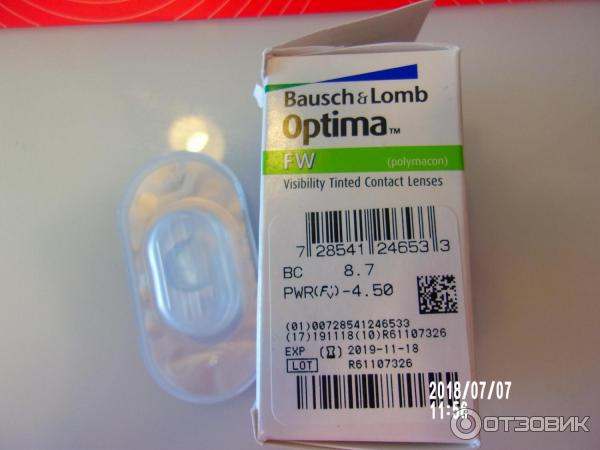 Bausch & Lomb
Optima™
FW (polymacon)
Visibility Tinted Contact Lenses
7 28541 24653 3
BC 8.7
PWR(F'v) -4.50
(01)00728541246533
(17)191118(10)R61107326
EXP 2019-11-18
LOT R61107326
2018/07/07
11:56
ОТЗОВИК